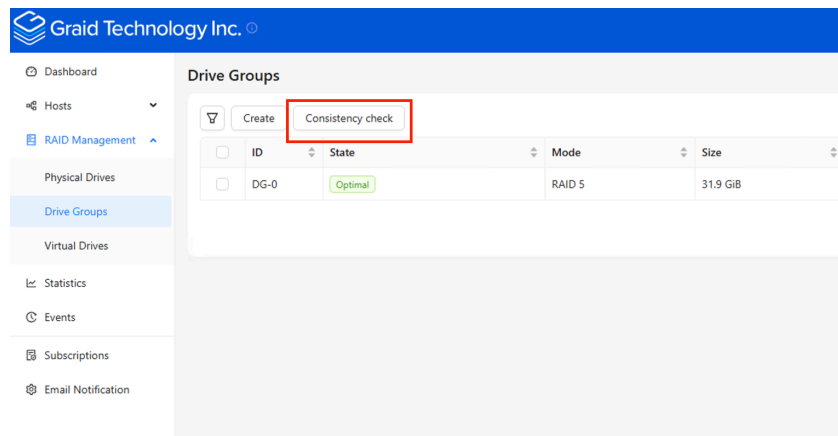 Graid Technology Inc.
Dashboard
Hosts
RAID Management
Physical Drives
Drive Groups
Virtual Drives
Statistics
Events
Subscriptions
Email Notification
Drive Groups
Create Consistency check
ID State Mode Size
DG-0 Optimal RAID 5 31.9 GiB